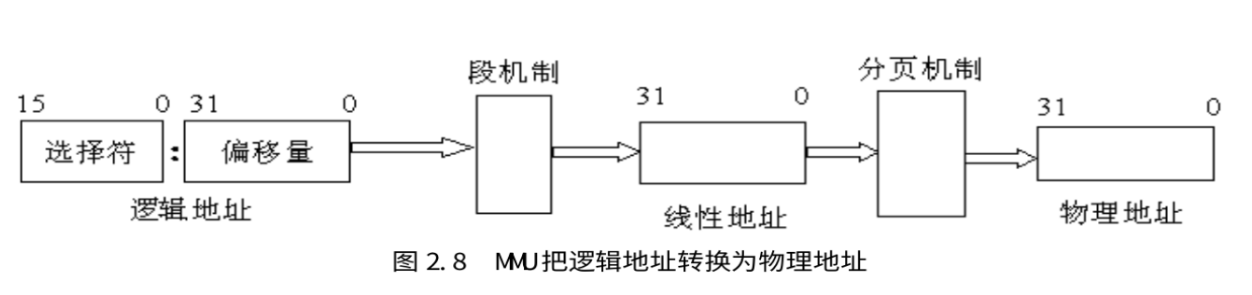 段机制 分页机制
15 0 31 0 31 0 31 0
选择符 : 偏移量
逻辑地址 线性地址 物理地址
图 2.8 MMU把逻辑地址转换为物理地址